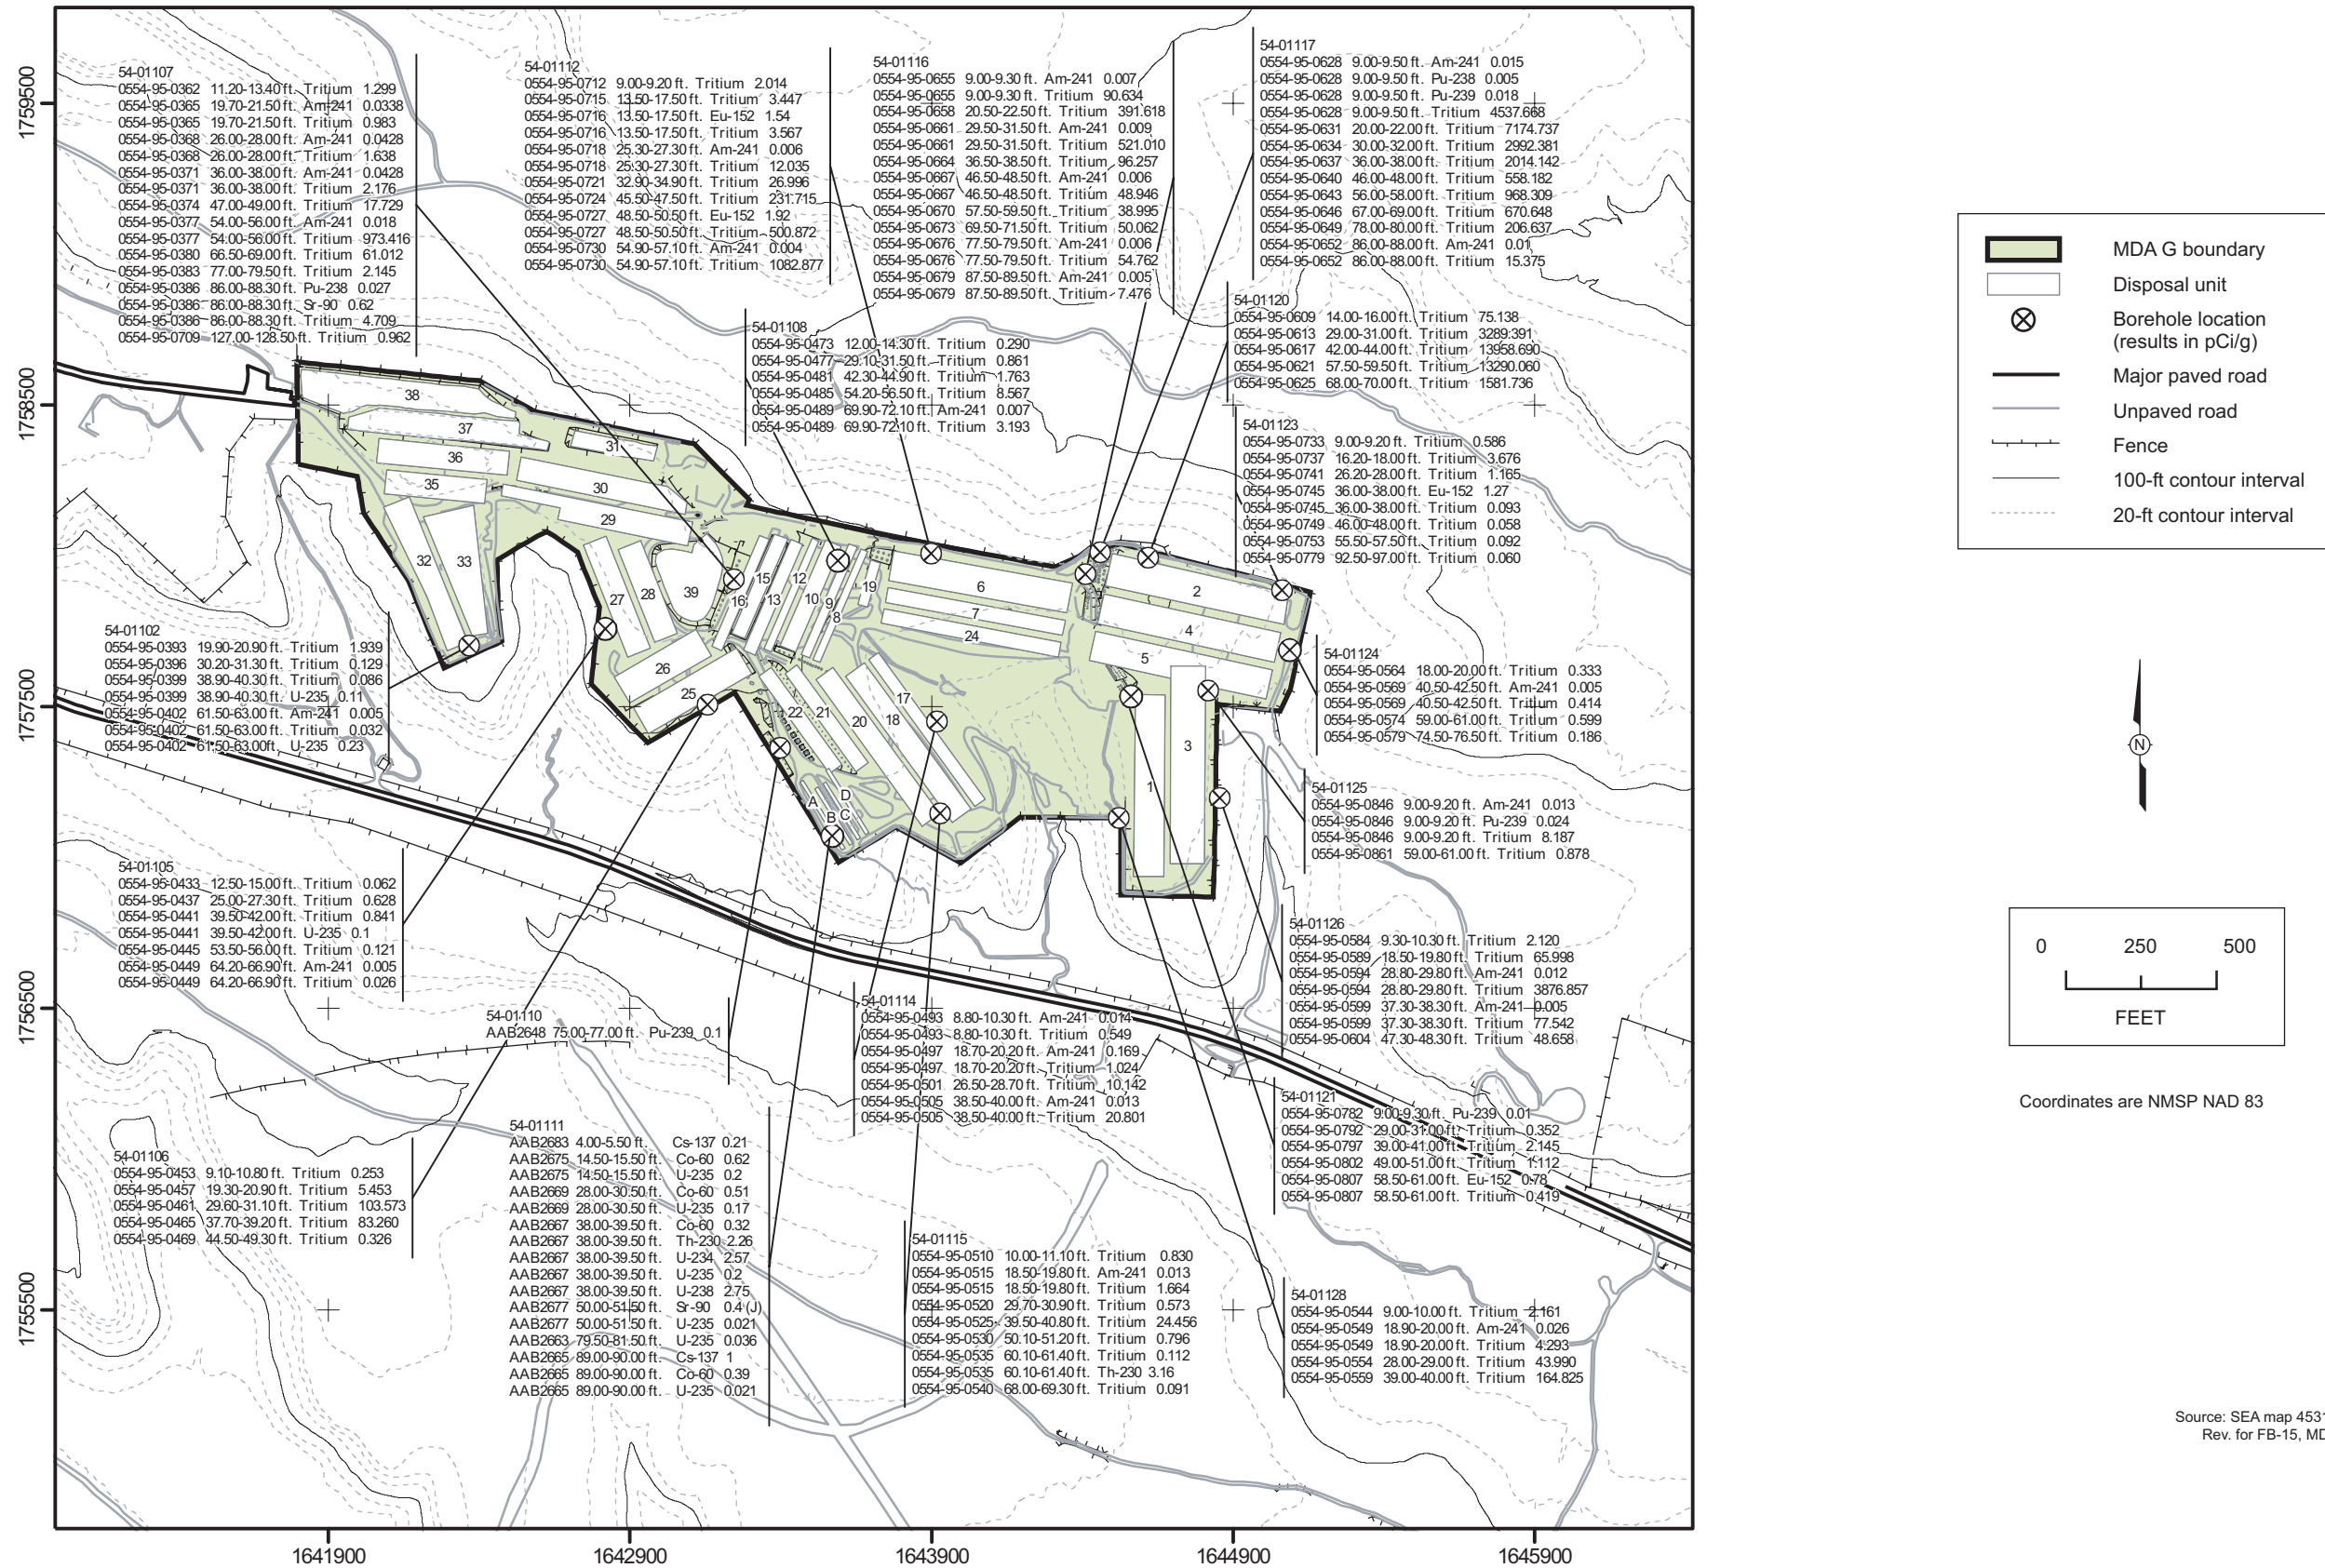 54-01107
0554-95-0362 11.20-13.40 ft. Tritium 1.299
0554-95-0365 19.70-21.50 ft. Am-241 0.0338
0554-95-0365 19.70-21.50 ft. Tritium 0.983
0554-95-0368 26.00-28.00 ft. Am-241 0.0428
0554-95-0368 26.00-28.00 ft. Tritium 1.638
0554-95-0371 36.00-38.00 ft. Am-241 0.0428
0554-95-0371 36.00-38.00 ft. Tritium 2.176
0554-95-0374 47.00-49.00 ft. Tritium 17.729
0554-95-0377 54.00-56.00 ft. Am-241 0.018
0554-95-0377 54.00-56.00 ft. Tritium 973.416
0554-95-0380 66.50-69.00 ft. Tritium 61.012
0554-95-0383 77.00-79.50 ft. Tritium 2.145
0554-95-0386 86.00-88.30 ft. Pu-238 0.027
0554-95-0386 86.00-88.30 ft. Sr-90 0.62
0554-95-0386 86.00-88.30 ft. Tritium 4.709
0554-95-0709 127.00-128.50 ft. Tritium 0.962
54-01112
0554-95-0712 9.00-9.20 ft. Tritium 2.014
0554-95-0715 13.50-17.50 ft. Tritium 3.447
0554-95-0716 13.50-17.50 ft. Eu-152 1.54
0554-95-0716 13.50-17.50 ft. Tritium 3.567
0554-95-0718 25.30-27.30 ft. Am-241 0.006
0554-95-0718 25.30-27.30 ft. Tritium 12.035
0554-95-0721 32.90-34.90 ft. Tritium 26.996
0554-95-0724 45.50-47.50 ft. Tritium 231.715
0554-95-0727 48.50-50.50 ft. Eu-152 1.92
0554-95-0727 48.50-50.50 ft. Tritium 500.872
0554-95-0730 54.90-57.10 ft. Am-241 0.004
0554-95-0730 54.90-57.10 ft. Tritium 1082.877
54-01116
0554-95-0655 9.00-9.30 ft. Am-241 0.007
0554-95-0655 9.00-9.30 ft. Tritium 90.634
0554-95-0658 20.50-22.50 ft. Tritium 391.618
0554-95-0661 29.50-31.50 ft. Am-241 0.009
0554-95-0661 29.50-31.50 ft. Tritium 521.010
0554-95-0664 36.50-38.50 ft. Tritium 96.257
0554-95-0667 46.50-48.50 ft. Am-241 0.006
0554-95-0667 46.50-48.50 ft. Tritium 48.946
0554-95-0670 57.50-59.50 ft. Tritium 38.995
0554-95-0673 69.50-71.50 ft. Tritium 50.062
0554-95-0676 77.50-79.50 ft. Am-241 0.006
0554-95-0676 77.50-79.50 ft. Tritium 54.762
0554-95-0679 87.50-89.50 ft. Am-241 0.005
0554-95-0679 87.50-89.50 ft. Tritium 7.476
54-01117
0554-95-0628 9.00-9.50 ft. Am-241 0.015
0554-95-0628 9.00-9.50 ft. Pu-238 0.005
0554-95-0628 9.00-9.50 ft. Pu-239 0.018
0554-95-0628 9.00-9.50 ft. Tritium 4537.668
0554-95-0631 20.00-22.00 ft. Tritium 7174.737
0554-95-0634 30.00-32.00 ft. Tritium 2992.381
0554-95-0637 36.00-38.00 ft. Tritium 2014.142
0554-95-0640 46.00-48.00 ft. Tritium 558.182
0554-95-0643 56.00-58.00 ft. Tritium 968.309
0554-95-0646 67.00-69.00 ft. Tritium 670.648
0554-95-0649 78.00-80.00 ft. Tritium 206.637
0554-95-0652 86.00-88.00 ft. Am-241 0.01
0554-95-0652 86.00-88.00 ft. Tritium 15.375
54-01108
0554-95-0473 12.00-14.30 ft. Tritium 0.290
0554-95-0477 29.10-31.50 ft. Tritium 0.861
0554-95-0481 42.30-44.90 ft. Tritium 1.763
0554-95-0485 54.20-56.50 ft. Tritium 8.567
0554-95-0489 69.90-72.10 ft. Am-241 0.007
0554-95-0489 69.90-72.10 ft. Tritium 3.193
54-01120
0554-95-0609 14.00-16.00 ft. Tritium 75.138
0554-95-0613 29.00-31.00 ft. Tritium 3289.391
0554-95-0617 42.00-44.00 ft. Tritium 13958.690
0554-95-0621 57.50-59.50 ft. Tritium 13290.060
0554-95-0625 68.00-70.00 ft. Tritium 1581.736
54-01123
0554-95-0733 9.00-9.20 ft. Tritium 0.586
0554-95-0737 16.20-18.00 ft. Tritium 3.676
0554-95-0741 26.20-28.00 ft. Tritium 1.165
0554-95-0745 36.00-38.00 ft. Eu-152 1.27
0554-95-0745 36.00-38.00 ft. Tritium 0.093
0554-95-0749 46.00-48.00 ft. Tritium 0.058
0554-95-0753 55.50-57.50 ft. Tritium 0.092
0554-95-0779 92.50-97.00 ft. Tritium 0.060
MDA G boundary
Disposal unit
Borehole location
(results in pCi/g)
Major paved road
Unpaved road
Fence
100-ft contour interval
20-ft contour interval
38
37
31
36
35
30
29
32
33
27
28
39
16
15
13
12
10
9
8
19
6
7
24
2
4
5
26
25
22
21
20
18
17
3
1
A
B
C
D
54-01102
0554-95-0393 19.90-20.90 ft. Tritium 1.939
0554-95-0396 30.20-31.30 ft. Tritium 0.129
0554-95-0399 38.90-40.30 ft. Tritium 0.086
0554-95-0399 38.90-40.30 ft. U-235 0.11
0554-95-0402 61.50-63.00 ft. Am-241 0.005
0554-95-0402 61.50-63.00 ft. Tritium 0.032
0554-95-0402 61.50-63.00 ft. U-235 0.23
54-01124
0554-95-0564 18.00-20.00 ft. Tritium 0.333
0554-95-0569 40.50-42.50 ft. Am-241 0.005
0554-95-0569 40.50-42.50 ft. Tritium 0.414
0554-95-0574 59.00-61.00 ft. Tritium 0.599
0554-95-0579 74.50-76.50 ft. Tritium 0.186
54-01125
0554-95-0846 9.00-9.20 ft. Am-241 0.013
0554-95-0846 9.00-9.20 ft. Pu-239 0.024
0554-95-0846 9.00-9.20 ft. Tritium 8.187
0554-95-0861 59.00-61.00 ft. Tritium 0.878
54-01105
0554-95-0433 12.50-15.00 ft. Tritium 0.062
0554-95-0437 25.00-27.30 ft. Tritium 0.628
0554-95-0441 39.50-42.00 ft. Tritium 0.841
0554-95-0441 39.50-42.00 ft. U-235 0.1
0554-95-0445 53.50-56.00 ft. Tritium 0.121
0554-95-0449 64.20-66.90 ft. Am-241 0.005
0554-95-0449 64.20-66.90 ft. Tritium 0.026
54-01126
0554-95-0584 9.30-10.30 ft. Tritium 2.120
0554-95-0589 18.50-19.80 ft. Tritium 65.998
0554-95-0594 28.80-29.80 ft. Am-241 0.012
0554-95-0594 28.80-29.80 ft. Tritium 3876.857
0554-95-0599 37.30-38.30 ft. Am-241 0.005
0554-95-0599 37.30-38.30 ft. Tritium 77.542
0554-95-0604 47.30-48.30 ft. Tritium 48.658
54-01110
AAB2648 75.00-77.00 ft. Pu-239 0.1
54-01114
0554-95-0493 8.80-10.30 ft. Am-241 0.014
0554-95-0493 8.80-10.30 ft. Tritium 0.549
0554-95-0497 18.70-20.20 ft. Am-241 0.169
0554-95-0497 18.70-20.20 ft. Tritium 1.024
0554-95-0501 26.50-28.70 ft. Tritium 10.142
0554-95-0505 38.50-40.00 ft. Am-241 0.013
0554-95-0505 38.50-40.00 ft. Tritium 20.801
54-01121
0554-95-0782 9.00-9.30 ft. Pu-239 0.01
0554-95-0792 29.00-31.00 ft. Tritium 0.352
0554-95-0797 39.00-41.00 ft. Tritium 2.145
0554-95-0802 49.00-51.00 ft. Tritium 1.112
0554-95-0807 58.50-61.00 ft. Eu-152 0.78
0554-95-0807 58.50-61.00 ft. Tritium 0.419
54-01106
0554-95-0453 9.10-10.80 ft. Tritium 0.253
0554-95-0457 19.30-20.90 ft. Tritium 5.453
0554-95-0461 29.60-31.10 ft. Tritium 103.573
0554-95-0465 37.70-39.20 ft. Tritium 83.260
0554-95-0469 44.50-49.30 ft. Tritium 0.326
54-01111
AAB2683 4.00-5.50 ft. Cs-137 0.21
AAB2675 14.50-15.50 ft. Co-60 0.62
AAB2675 14.50-15.50 ft. U-235 0.2
AAB2669 28.00-30.50 ft. Co-60 0.51
AAB2669 28.00-30.50 ft. U-235 0.17
AAB2667 38.00-39.50 ft. Co-60 0.32
AAB2667 38.00-39.50 ft. Th-230 2.26
AAB2667 38.00-39.50 ft. U-234 2.57
AAB2667 38.00-39.50 ft. U-235 0.2
AAB2667 38.00-39.50 ft. U-238 2.75
AAB2677 50.00-51.50 ft. Sr-90 0.4 (J)
AAB2677 50.00-51.50 ft. U-235 0.021
AAB2663 79.50-81.50 ft. U-235 0.036
AAB2665 89.00-90.00 ft. Cs-137 1
AAB2665 89.00-90.00 ft. Co-60 0.39
AAB2665 89.00-90.00 ft. U-235 0.021
54-01115
0554-95-0510 10.00-11.10 ft. Tritium 0.830
0554-95-0515 18.50-19.80 ft. Am-241 0.013
0554-95-0515 18.50-19.80 ft. Tritium 1.664
0554-95-0520 29.70-30.90 ft. Tritium 0.573
0554-95-0525 39.50-40.80 ft. Tritium 24.456
0554-95-0530 50.10-51.20 ft. Tritium 0.796
0554-95-0535 60.10-61.40 ft. Tritium 0.112
0554-95-0535 60.10-61.40 ft. Th-230 3.16
0554-95-0540 68.00-69.30 ft. Tritium 0.091
54-01128
0554-95-0544 9.00-10.00 ft. Tritium 2.161
0554-95-0549 18.90-20.00 ft. Am-241 0.026
0554-95-0549 18.90-20.00 ft. Tritium 4.293
0554-95-0554 28.00-29.00 ft. Tritium 43.990
0554-95-0559 39.00-40.00 ft. Tritium 164.825
N
0 250 500
FEET
Coordinates are NMSP NAD 83
Source: SEA map 4531
Rev. for FB-15, MD
1759500
1758500
1757500
1756500
1755500
1641900 1642900 1643900 1644900 1645900